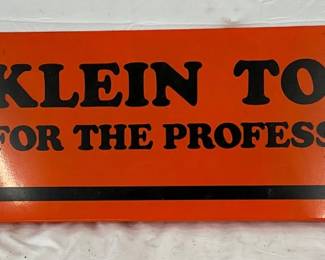 KLEIN TO
FOR THE PROFESS